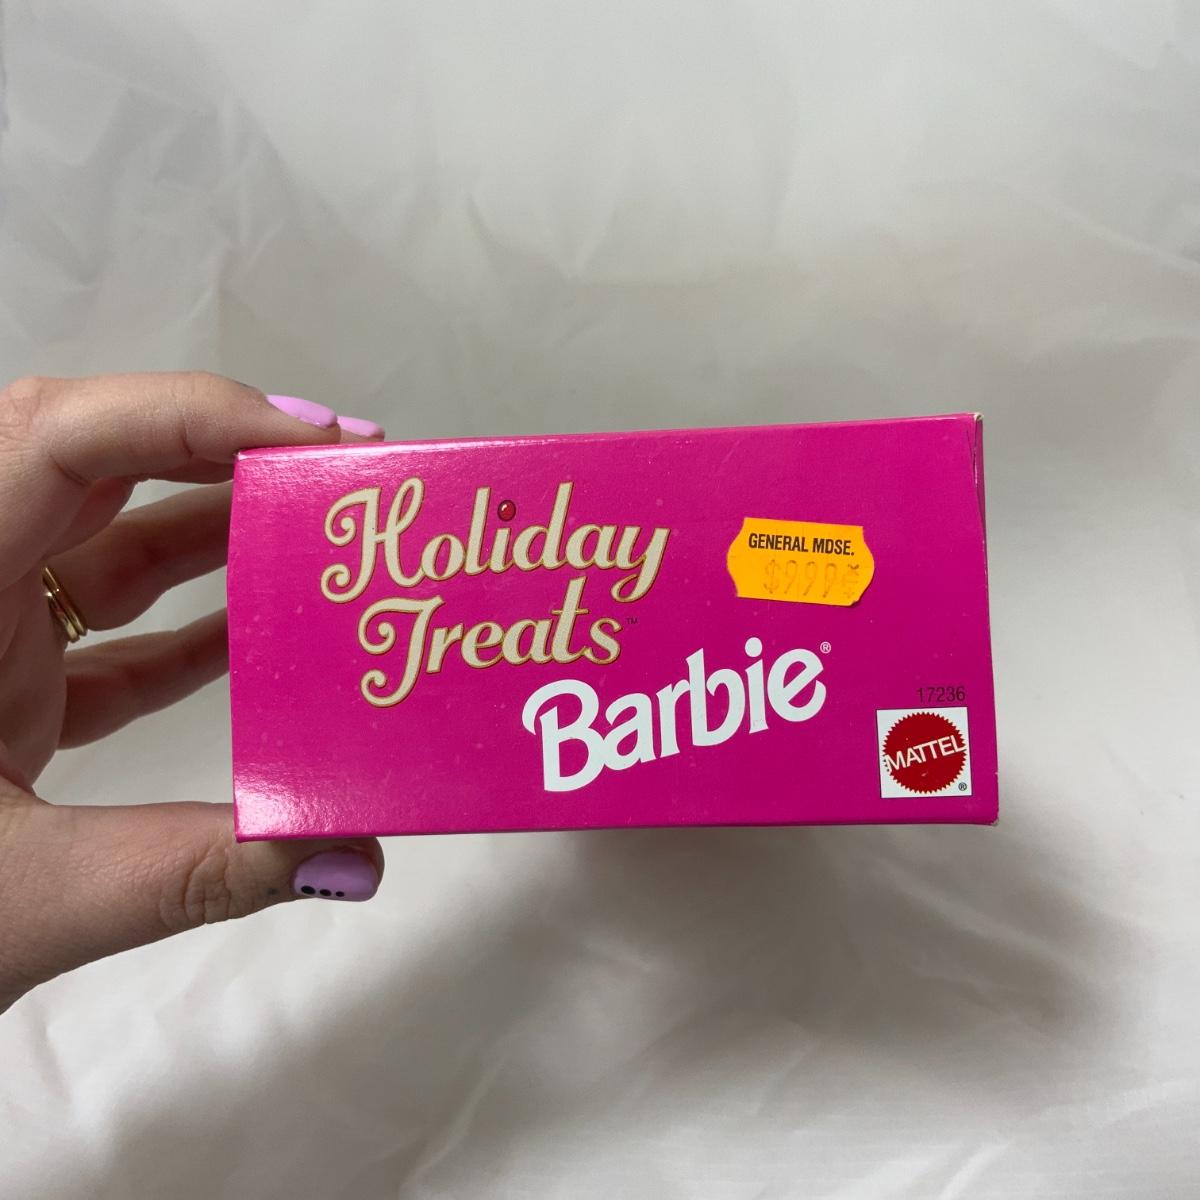 Holiday
Treats™
Barbie®
GENERAL MDSE.
$9.99
17236
MATTEL
®